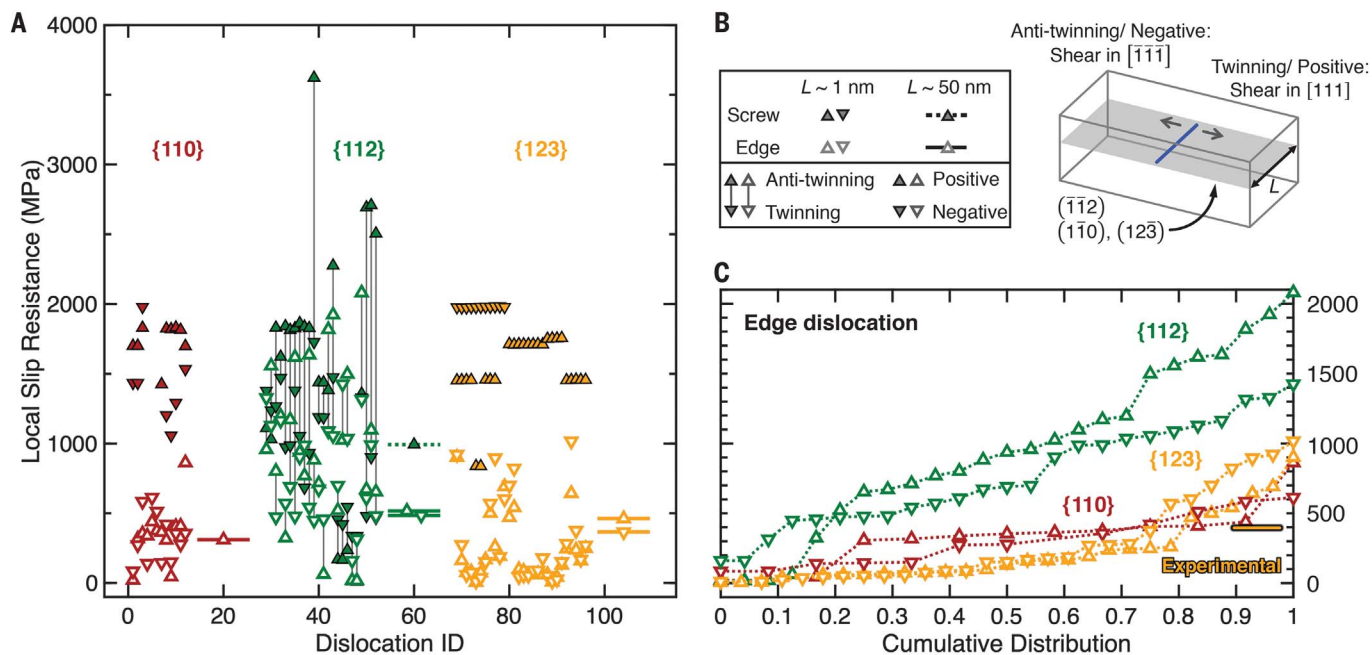 A
4000
3000
2000
1000
0
Local Slip Resistance (MPa)
{110}
{112}
{123}
0
20
40
60
80
100
Dislocation ID
B
Anti-twinning/ Negative:
Shear in [1̅1̅1̅]
Twinning/ Positive:
Shear in [111]
L ~ 1 nm
L ~ 50 nm
Screw
Edge
Anti-twinning
Positive
Twinning
Negative
L
(1̅1̅2)
(11̅0), (123̅)
C
Edge dislocation
{112}
{123}
{110}
Experimental
2000
1500
1000
500
0
0.0
0.1
0.2
0.3
0.4
0.5
0.6
0.7
0.8
0.9
1
Cumulative Distribution